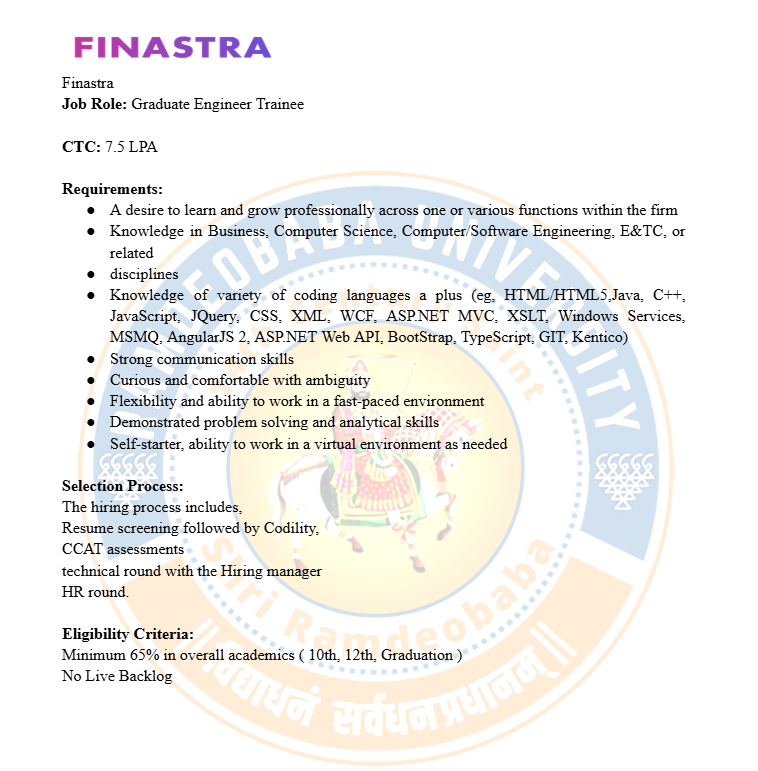 FINASTRA
Finastra
Job Role: Graduate Engineer Trainee
CTC: 7.5 LPA
Requirements:
● A desire to learn and grow professionally across one or various functions within the firm
● Knowledge in Business, Computer Science, Computer/Software Engineering, E&TC, or
related
● disciplines
● Knowledge of variety of coding languages a plus (eg, HTML/HTML5,Java, C++,
JavaScript, JQuery, CSS, XML, WCF, ASP.NET MVC, XSLT, Windows Services,
MSMQ, AngularJS 2, ASP.NET Web API, BootStrap, TypeScript, GIT, Kentico)
● Strong communication skills
● Curious and comfortable with ambiguity
● Flexibility and ability to work in a fast-paced environment
● Demonstrated problem solving and analytical skills
● Self-starter, ability to work in a virtual environment as needed
Selection Process:
The hiring process includes,
Resume screening followed by Codility,
CCAT assessments
technical round with the Hiring manager
HR round.
Eligibility Criteria:
Minimum 65% in overall academics ( 10th, 12th, Graduation )
No Live Backlog
RAMDEOBABA UNIVERSITY
Saint
Shri Ramdeobaba
॥विद्याधनं सर्वधनप्रधानम्॥